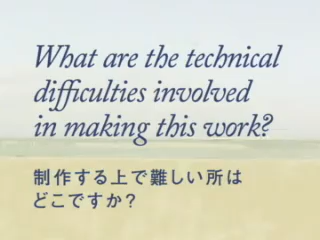 What are the technical
difficulties involved
in making this work?
制作する上で難しい所は
どこですか？